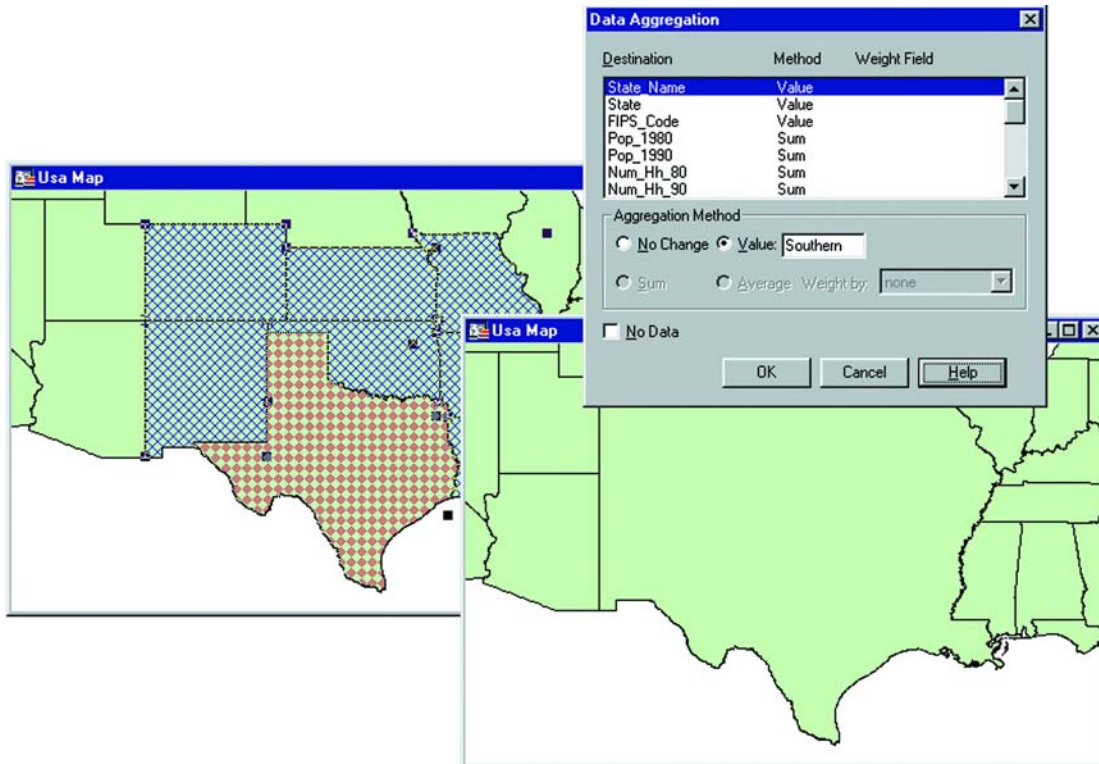 Data Aggregation
Destination Method Weight Field
State_Name Value
State Value
FIPS_Code Value
Pop_1980 Sum
Pop_1990 Sum
Num_Hh_80 Sum
Num_Hh_90 Sum
Aggregation Method
No Change Value: Southern
Sum Average Weight by: none
No Data
OK Cancel Help
Usa Map
Usa Map